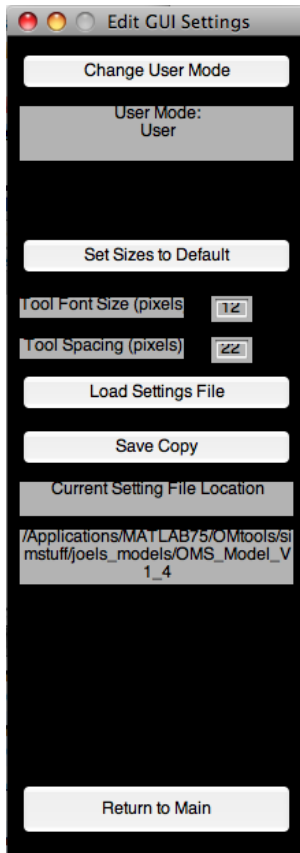 Edit GUI Settings
Change User Mode
User Mode:
User
Set Sizes to Default
Tool Font Size (pixels
12
Tool Spacing (pixels)
22
Load Settings File
Save Copy
Current Setting File Location
/Applications/MATLAB75/OMtools/si
mstuff/joels_models/OMS_Model_V
1_4
Return to Main